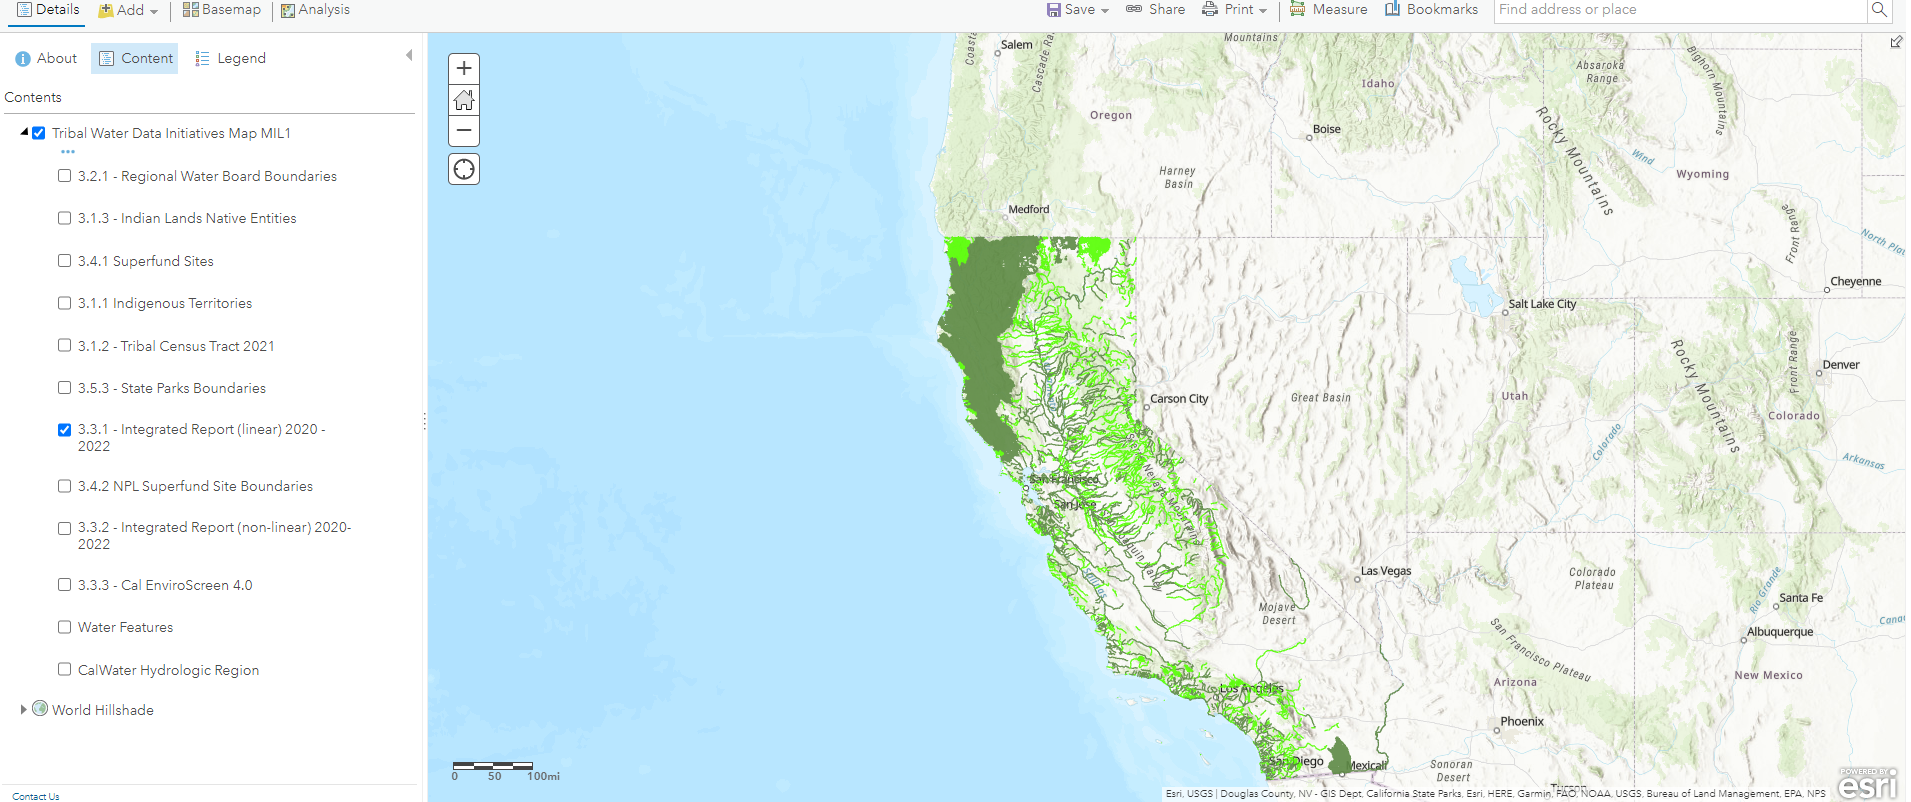 Details
Add
Basemap
Analysis
Save
Share
Print
Measure
Bookmarks
Find address or place
About
Content
Legend
Contents
Tribal Water Data Initiatives Map MIL1
3.2.1 - Regional Water Board Boundaries
3.1.3 - Indian Lands Native Entities
3.4.1 Superfund Sites
3.1.1 Indigenous Territories
3.1.2 - Tribal Census Tract 2021
3.5.3 - State Parks Boundaries
3.3.1 - Integrated Report (linear) 2020 -
2022
3.4.2 NPL Superfund Site Boundaries
3.3.2 - Integrated Report (non-linear) 2020-
2022
3.3.3 - Cal EnviroScreen 4.0
Water Features
CalWater Hydrologic Region
World Hillshade
Contact Us
Salem
Mountains
Cascade Ra
Coasta
Absaroka
Range
Bighorn Mountains
Idaho
Oregon
Boise
Rocky Mountains
Wind
Wyoming
Harney
Basin
Medford
Front Range
North Plat
Cheyenne
Salt Lake City
Rocky Mountains
Front Range
Denver
Carson City
Great Basin
Utah
Colorado
Colorado
Arkansas
San Francisco
San Jose
Nevada Mountains
Joaquin Valley
Salinas
Las Vegas
Colorado
Plateau
Mojave
Desert
Rio Grande
Santa Fe
Albuquerque
Canad
San Francisco Plateau
Los Angeles
Arizona
New Mexico
Phoenix
San Diego
Mexicali
Sonoran
Desert
Tucson
0 50 100mi
Esri, USGS | Douglas County, NV - GIS Dept, California State Parks, Esri, HERE, Garmin, FAO, NOAA, USGS, Bureau of Land Management, EPA, NPS
POWERED BY
esri